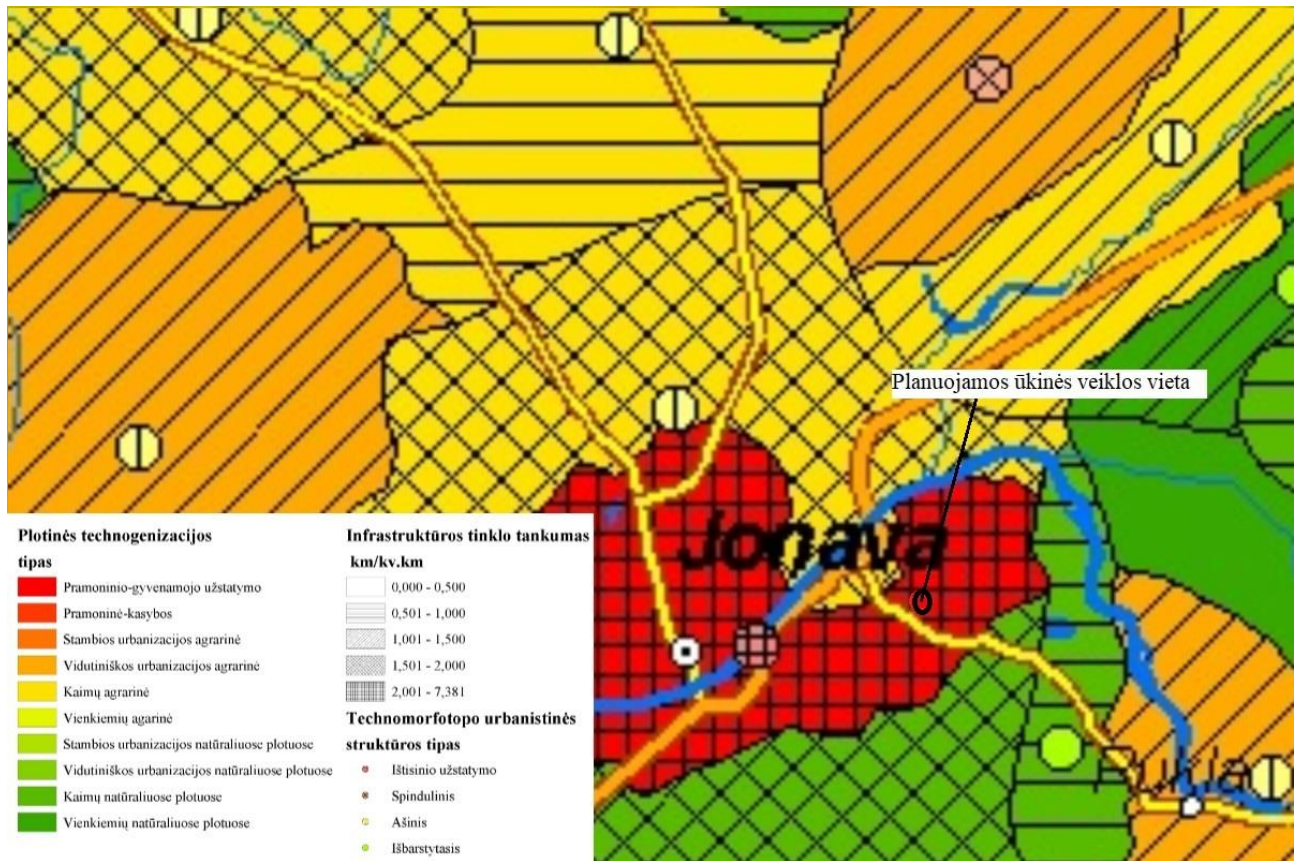 Planuojamos ūkinės veiklos vieta
Jonava
Plotinės technogenizacijos
tipas
Pramoninio-gyvenamojo užstatymo
Pramoninė-kasybos
Stambios urbanizacijos agrarinė
Vidutiniškos urbanizacijos agrarinė
Kaimų agrarinė
Vienkiemių agarinė
Stambios urbanizacijos natūraliuose plotuose
Vidutiniškos urbanizacijos natūraliuose plotuose
Kaimų natūraliuose plotuose
Vienkiemių natūraliuose plotuose
Infrastruktūros tinklo tankumas
km/kv.km
0,000 - 0,500
0,501 - 1,000
1,001 - 1,500
1,501 - 2,000
2,001 - 7,381
Technomorfotopo urbanistinės
struktūros tipas
Ištisinio užstatymo
Spindulinis
Ašinis
Išbarstytasis